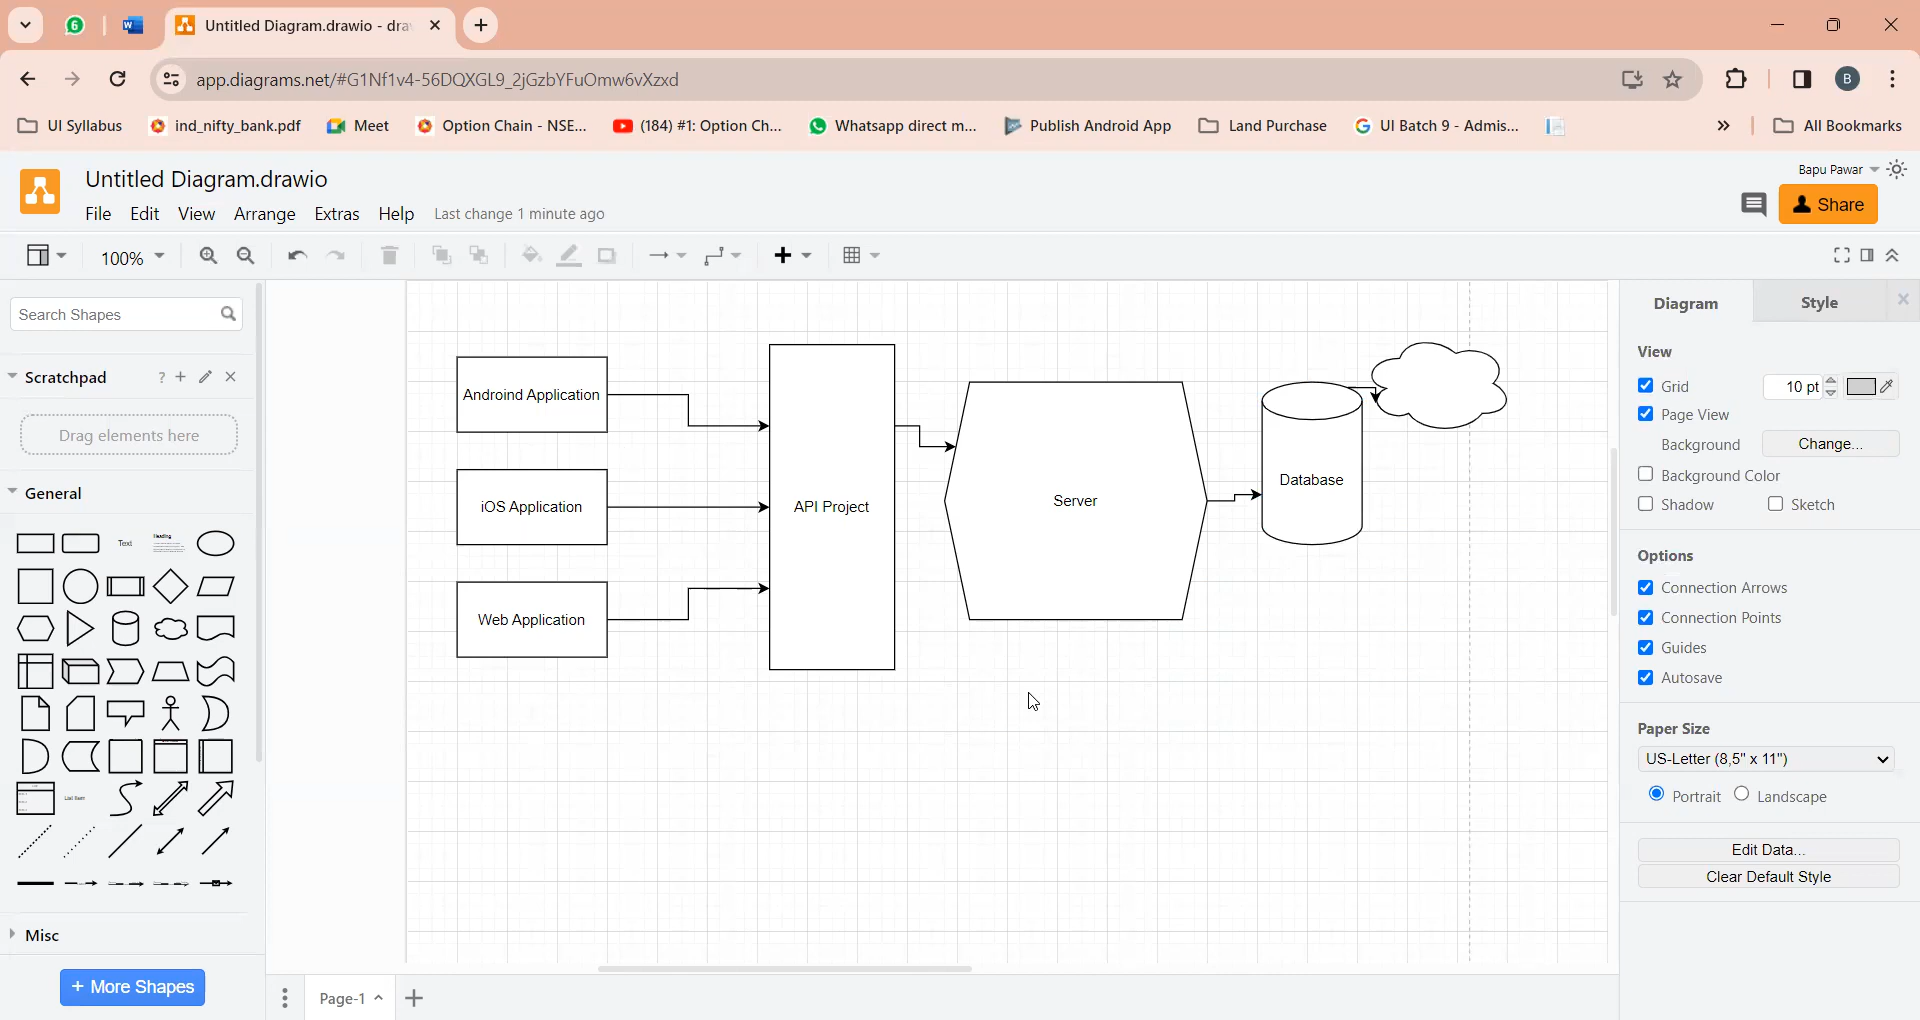 6 Untitled Diagram.drawio - dra
app.diagrams.net/#G1Nf1v4-56DQXGL9_2jGzbYFuOmw6vXzxd B
UI Syllabus ind_nifty_bank.pdf Meet Option Chain - NSE... (184) #1: Option Ch... Whatsapp direct m... Publish Android App Land Purchase UI Batch 9 - Admis... » All Bookmarks
Untitled Diagram.drawio Bapu Pawar
File Edit View Arrange Extras Help Last change 1 minute ago Share
100%
Search Shapes
Scratchpad ?
Drag elements here
General
Text Heading
List Item
Misc
+ More Shapes
Androind Application
iOS Application
Web Application
API Project
Server
Database
Page-1
Diagram Style
View
Grid 10 pt
Page View
Background Change...
Background Color
Shadow Sketch
Options
Connection Arrows
Connection Points
Guides
Autosave
Paper Size
US-Letter (8,5" x 11")
Portrait Landscape
Edit Data...
Clear Default Style